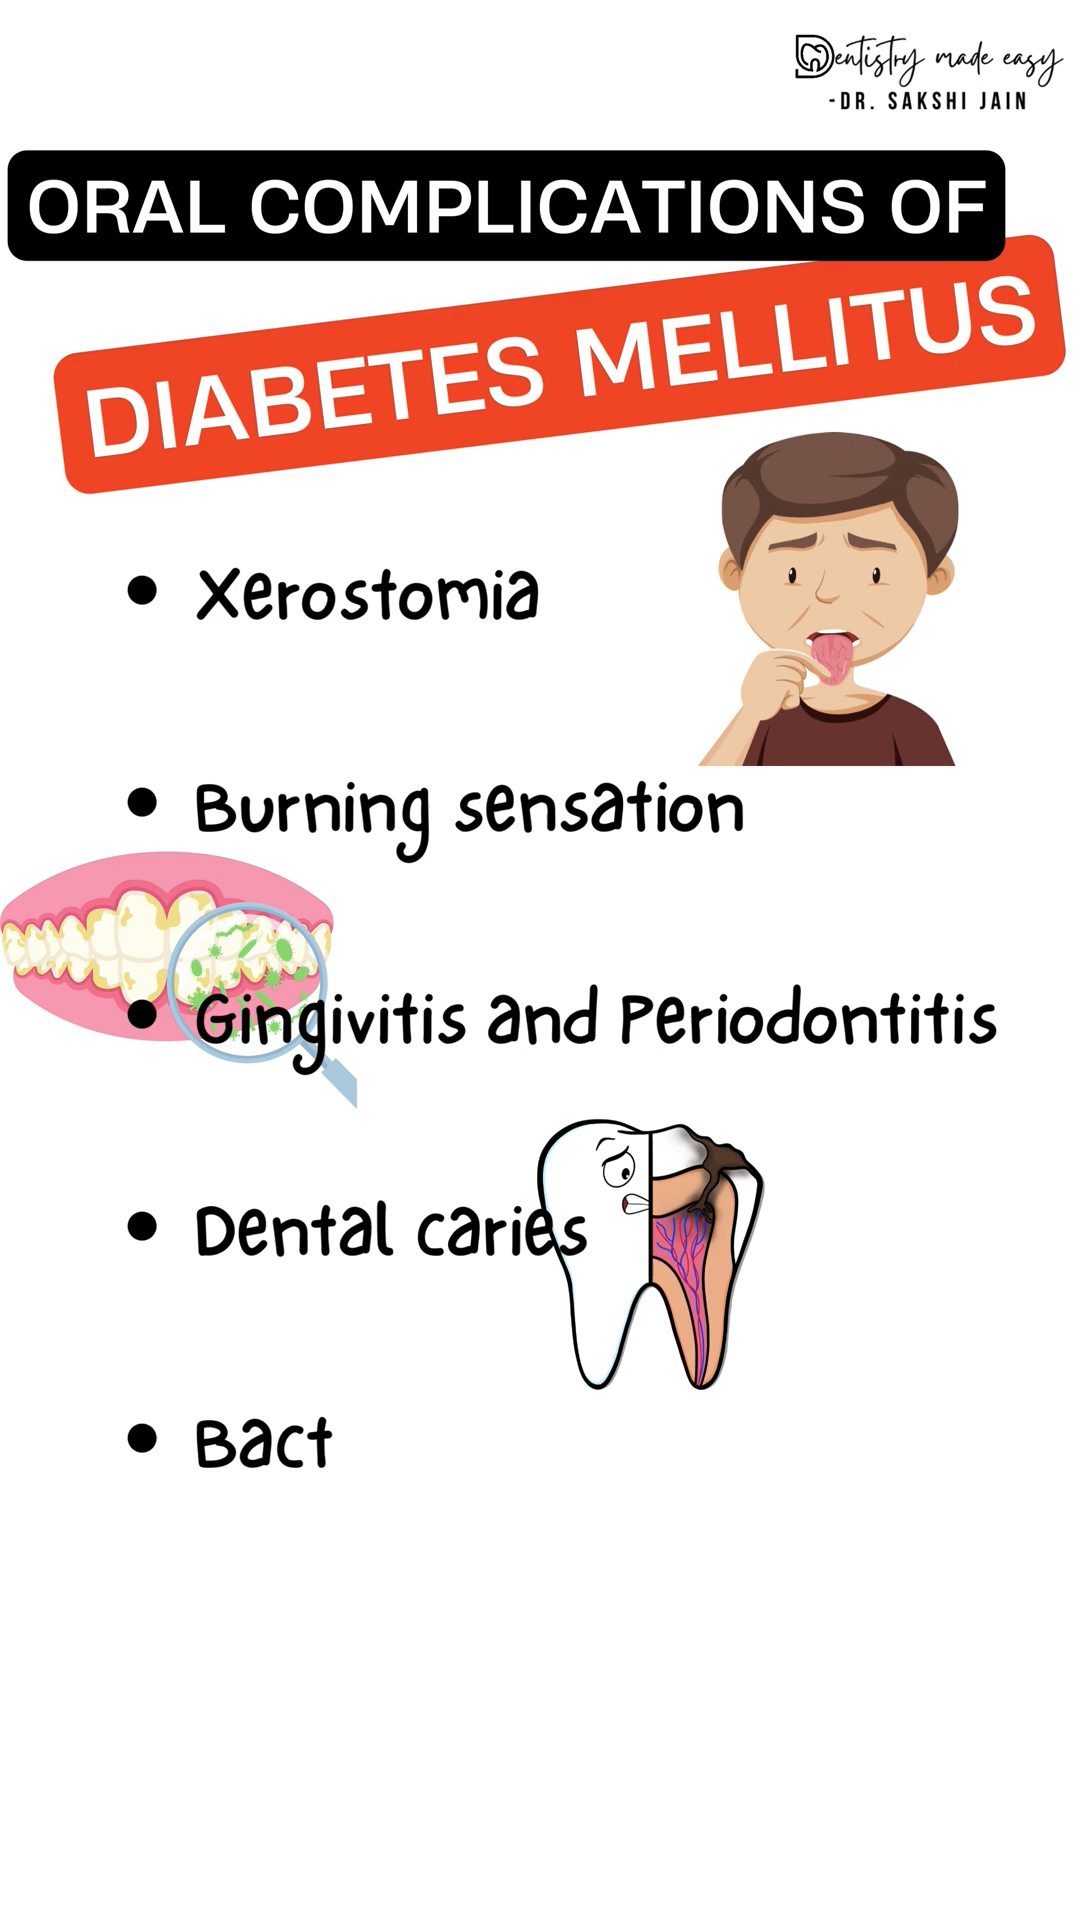 Dentistry made easy
-DR. SAKSHI JAIN
ORAL COMPLICATIONS OF
DIABETES MELLITUS
• Xerostomia
• Burning sensation
• Gingivitis and Periodontitis
• Dental caries
• Bact